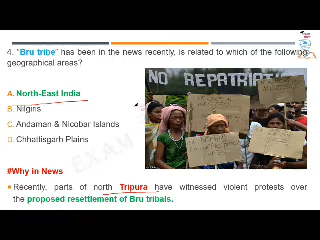 4. "Bru tribe" has been in the news recently, is related to which of the following
geographical areas?
A. North-East India
B. Nilgins
C. Andaman & Nicobar Islands
D. Chhattisgarh Plains
NO REPATRIATION
#Why in News
Recently, parts of north Tripura have witnessed violent protests over
the proposed resettlement of Bru tribals.